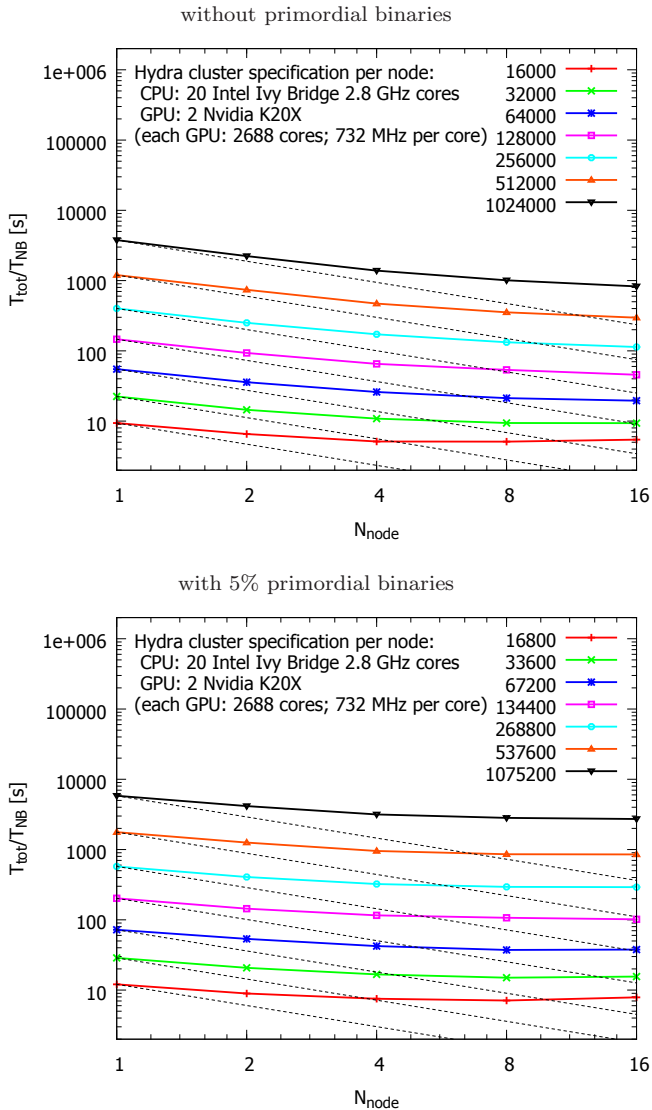 without primordial binaries
1e+006
100000
10000
1000
100
10
T_tot/T_NB [s]
Hydra cluster specification per node:
CPU: 20 Intel Ivy Bridge 2.8 GHz cores
GPU: 2 Nvidia K20X
(each GPU: 2688 cores; 732 MHz per core)
16000
32000
64000
128000
256000
512000
1024000
1 2 4 8 16
N_node
with 5% primordial binaries
1e+006
100000
10000
1000
100
10
T_tot/T_NB [s]
Hydra cluster specification per node:
CPU: 20 Intel Ivy Bridge 2.8 GHz cores
GPU: 2 Nvidia K20X
(each GPU: 2688 cores; 732 MHz per core)
16800
33600
67200
134400
268800
537600
1075200
1 2 4 8 16
N_node